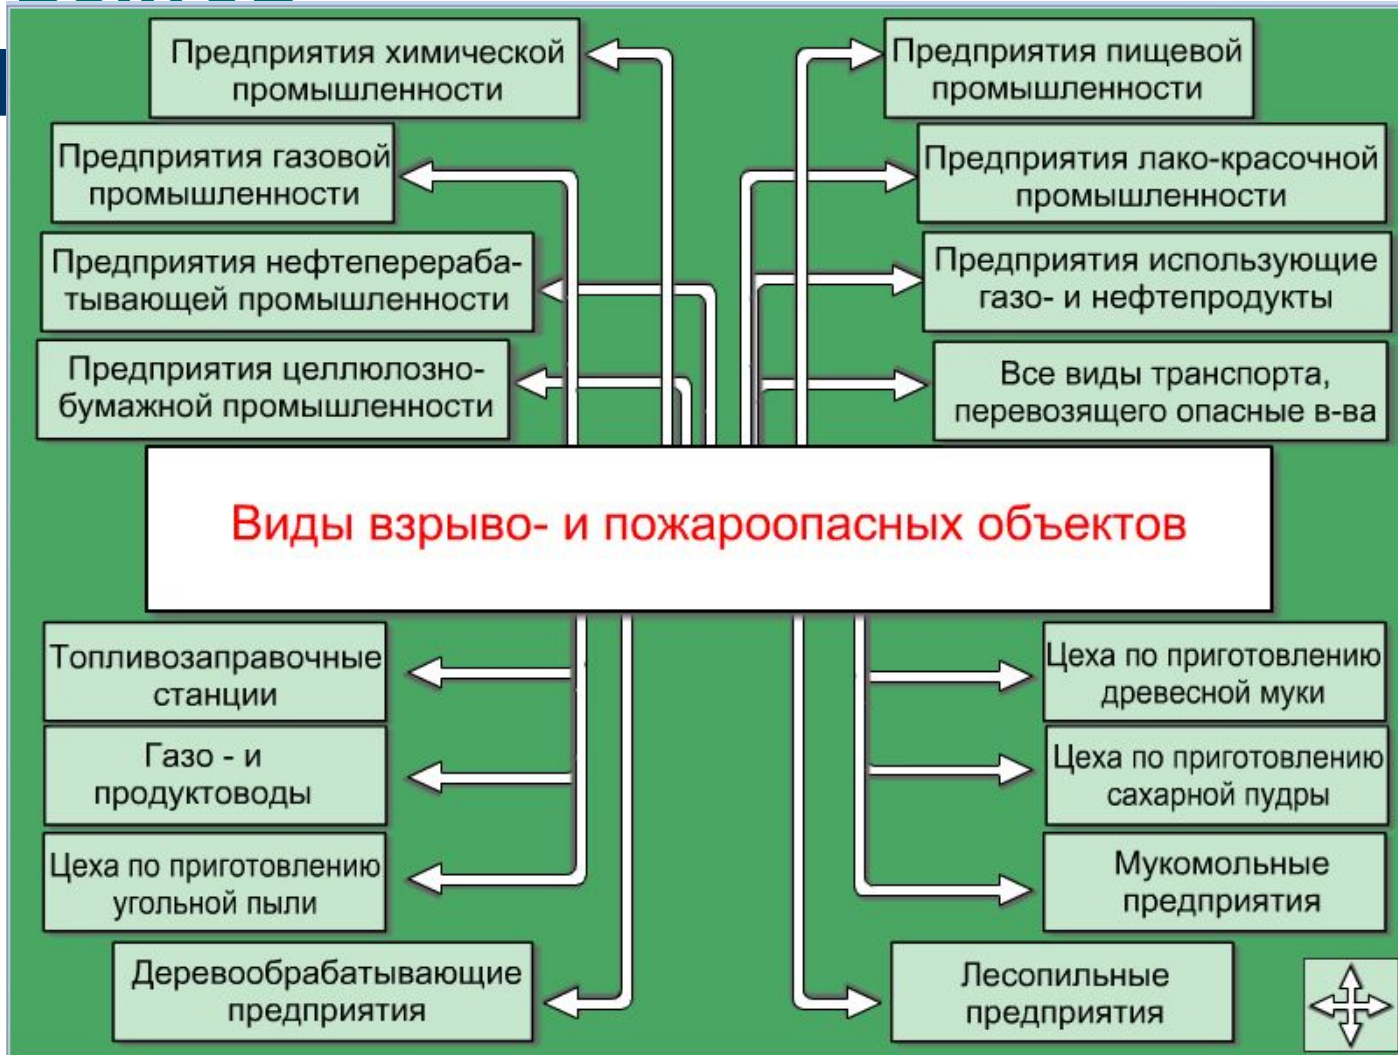 Предприятия химической
промышленности
Предприятия пищевой
промышленности
Предприятия газовой
промышленности
Предприятия лако-красочной
промышленности
Предприятия нефтеперераба-
тывающей промышленности
Предприятия использующие
газо- и нефтепродукты
Предприятия целлюлозно-
бумажной промышленности
Все виды транспорта,
перевозящего опасные в-ва
Виды взрыво- и пожароопасных объектов
Топливозаправочные
станции
Цеха по приготовлению
древесной муки
Газо - и
продуктоводы
Цеха по приготовлению
сахарной пудры
Цеха по приготовлению
угольной пыли
Мукомольные
предприятия
Деревообрабатывающие
предприятия
Лесопильные
предприятия